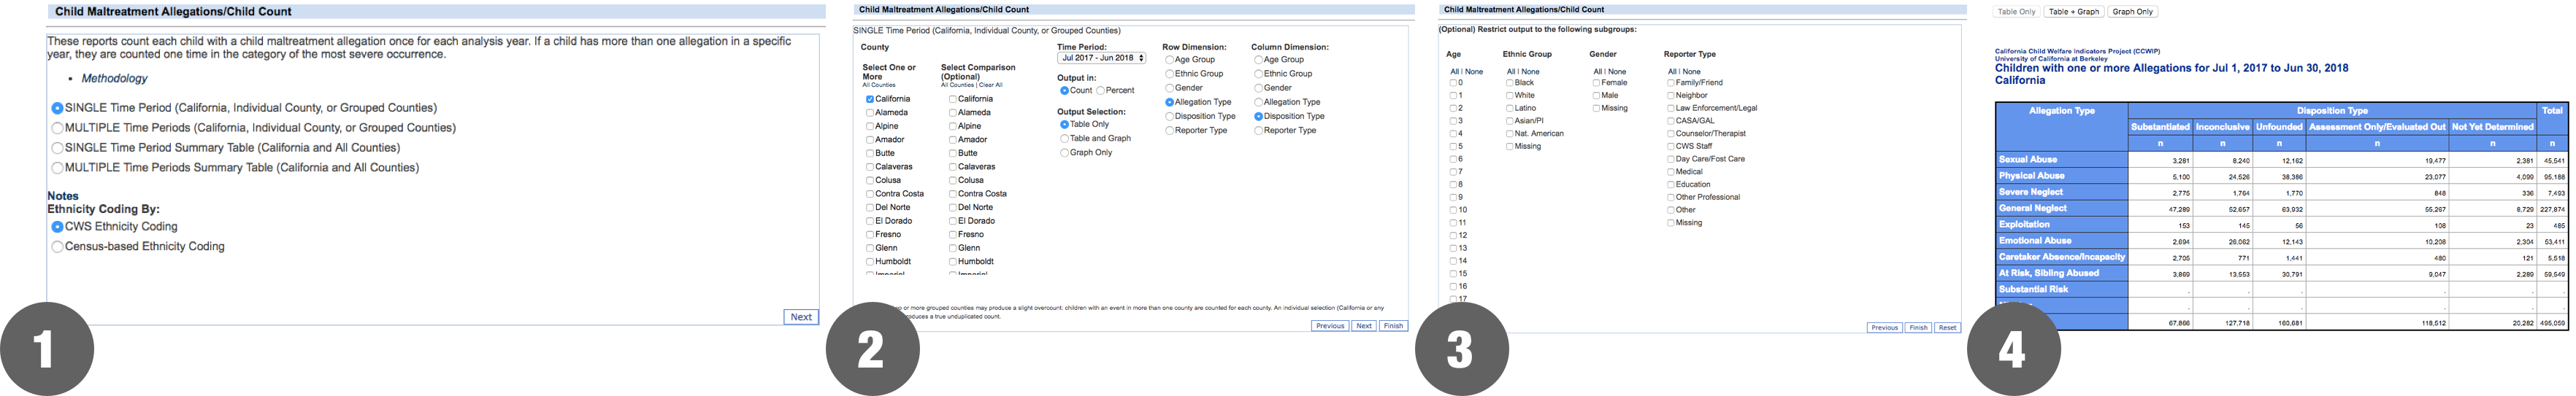 Child Maltreatment Allegations/Child Count
These reports count each child with a child maltreatment allegation once for each analysis year. If a child has more than one allegation in a specific
year, they are counted one time in the category of the most severe occurrence.
• Methodology
SINGLE Time Period (California, Individual County, or Grouped Counties)
MULTIPLE Time Periods (California, Individual County, or Grouped Counties)
SINGLE Time Period Summary Table (California and All Counties)
MULTIPLE Time Periods Summary Table (California and All Counties)
Notes
Ethnicity Coding By:
CWS Ethnicity Coding
Census-based Ethnicity Coding
Next
1
Child Maltreatment Allegations/Child Count
SINGLE Time Period (California, Individual County, or Grouped Counties)
County
Select One or
More
All Counties
California
Alameda
Alpine
Amador
Butte
Calaveras
Colusa
Contra Costa
Del Norte
El Dorado
Fresno
Glenn
Humboldt
Imperial
Select Comparison
(Optional)
All Counties | Clear All
California
Alameda
Alpine
Amador
Butte
Calaveras
Colusa
Contra Costa
Del Norte
El Dorado
Fresno
Glenn
Humboldt
Imperial
Time Period:
Jul 2017 - Jun 2018
Output in:
Count Percent
Output Selection:
Table Only
Table and Graph
Graph Only
Row Dimension:
Age Group
Ethnic Group
Gender
Allegation Type
Disposition Type
Reporter Type
Column Dimension:
Age Group
Ethnic Group
Gender
Allegation Type
Disposition Type
Reporter Type
or more grouped counties may produce a slight overcount: children with an event in more than one county are counted for each county. An individual selection (California or any
produces a true unduplicated count.
Previous Next Finish
2
Child Maltreatment Allegations/Child Count
(Optional) Restrict output to the following subgroups:
Age
All | None
0
1
2
3
4
5
6
7
8
9
10
11
12
13
14
15
16
17
Ethnic Group
All | None
Black
White
Latino
Asian/PI
Nat. American
Missing
Gender
All | None
Female
Male
Missing
Reporter Type
All | None
Family/Friend
Neighbor
Law Enforcement/Legal
CASA/GAL
Counselor/Therapist
CWS Staff
Day Care/Fost Care
Medical
Education
Other Professional
Other
Missing
Previous Finish Reset
3
Table Only Table + Graph Graph Only
California Child Welfare Indicators Project (CCWIP)
University of California at Berkeley
Children with one or more Allegations for Jul 1, 2017 to Jun 30, 2018
California
Allegation Type Disposition Type Total
Substantiated Inconclusive Unfounded Assessment Only/Evaluated Out Not Yet Determined
n n n n n n
Sexual Abuse 3,281 8,240 12,162 19,477 2,381 45,541
Physical Abuse 5,100 24,526 38,386 23,077 4,099 95,188
Severe Neglect 2,775 1,764 1,770 848 336 7,493
General Neglect 47,289 52,657 63,932 55,267 8,729 227,874
Exploitation 153 145 56 108 23 485
Emotional Abuse 2,694 26,062 12,143 10,208 2,304 53,411
Caretaker Absence/Incapacity 2,705 771 1,441 480 121 5,518
At Risk, Sibling Abused 3,869 13,553 30,791 9,047 2,289 59,549
Substantial Risk . . . . . .
. . . . . .
67,866 127,718 160,681 118,512 20,282 495,059
4